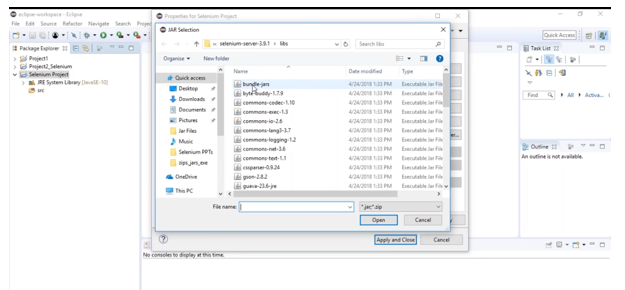 eclipse-workspace - Eclipse
File Edit Source Refactor Navigate Search Proje
Quick Access
Package Explorer
Project1
Project2_Selenium
Selenium Project
JRE System Library [JavaSE-10]
src
Properties for Selenium Project
JAR Selection
selenium-server-3.9.1 > libs
Search libs
Organise
New folder
Name Date modified Type
Quick access
Desktop
Downloads
Documents
Pictures
Jar Files
Music
Selenium PPTs
zips_jars_exe
OneDrive
This PC
bundle-jars 4/24/2018 1:33 PM Executable Jar File
byte-buddy-1.7.9 4/24/2018 1:33 PM Executable Jar File
commons-codec-1.10 4/24/2018 1:33 PM Executable Jar File
commons-exec-1.3 4/24/2018 1:33 PM Executable Jar File
commons-io-2.6 4/24/2018 1:33 PM Executable Jar File
commons-lang3-3.7 4/24/2018 1:33 PM Executable Jar File
commons-logging-1.2 4/24/2018 1:33 PM Executable Jar File
commons-net-3.6 4/24/2018 1:33 PM Executable Jar File
commons-text-1.1 4/24/2018 1:33 PM Executable Jar File
cssparser-0.9.24 4/24/2018 1:33 PM Executable Jar File
gson-2.8.2 4/24/2018 1:33 PM Executable Jar File
guava-23.6-jre 4/24/2018 1:33 PM Executable Jar File
File name:
*.jar;*.zip
Open Cancel
Apply and Close Cancel
Task List
Find All Activa...
Outline
An outline is not available.
No consoles to display at this time.